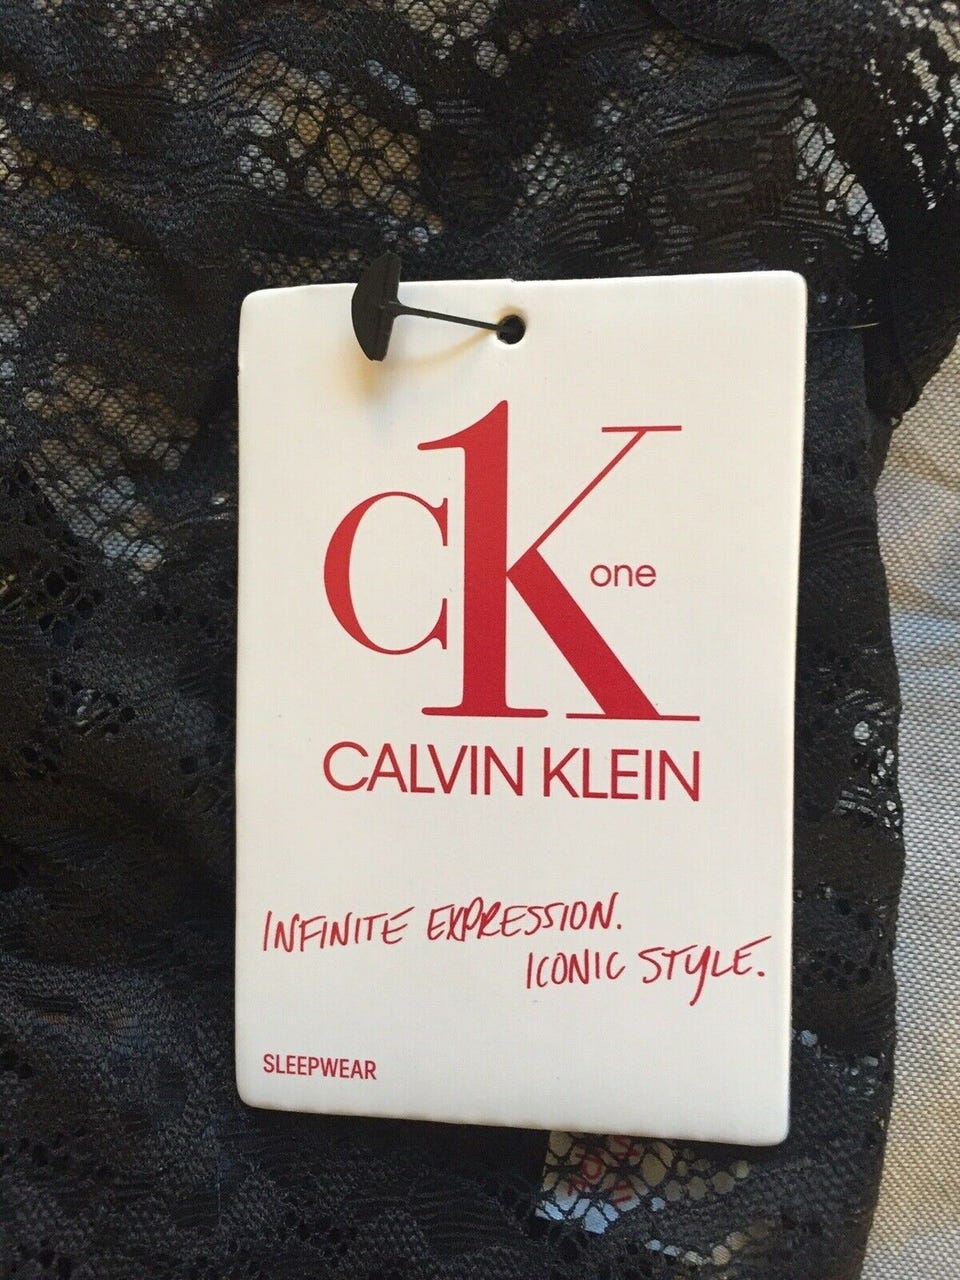 CK
one
CALVIN KLEIN
INFINITE EXPRESSION.
ICONIC STYLE.
SLEEPWEAR